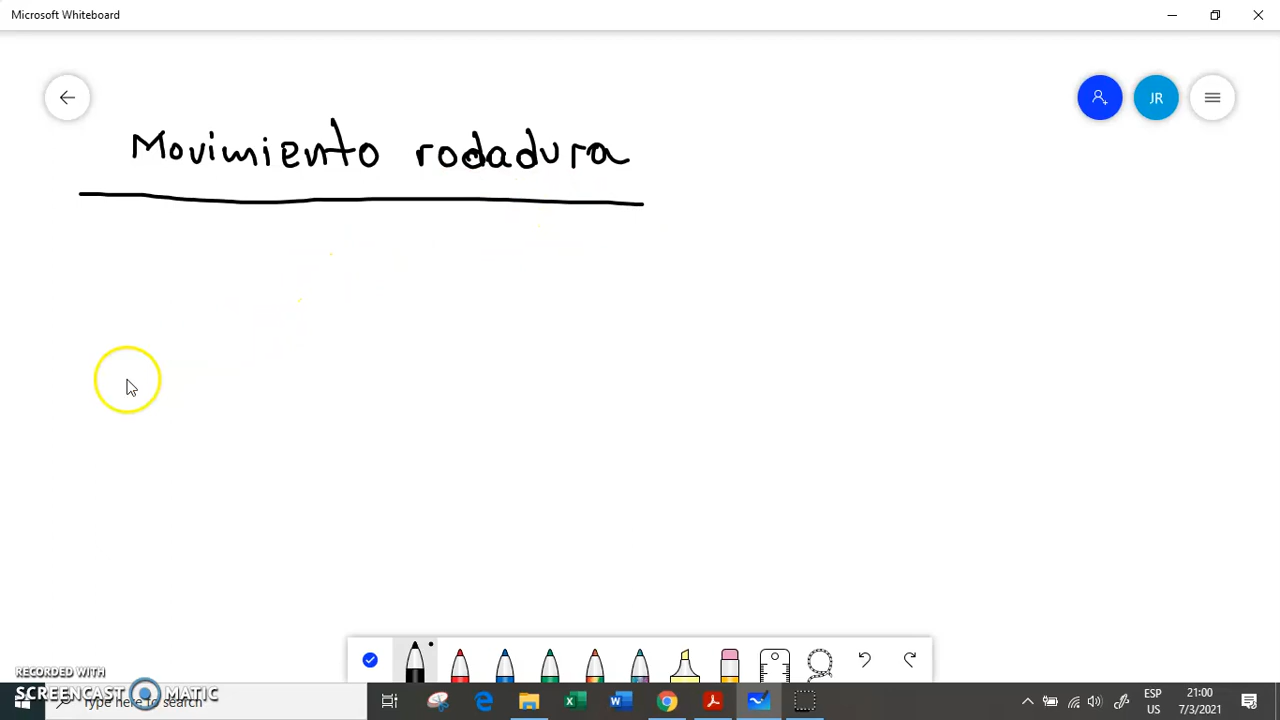 Microsoft Whiteboard
JR
Movimiento rodadura
RECORDED WITH
SCREENCAST MATIC
Type here to search
ESP
US
21:00
7/3/2021